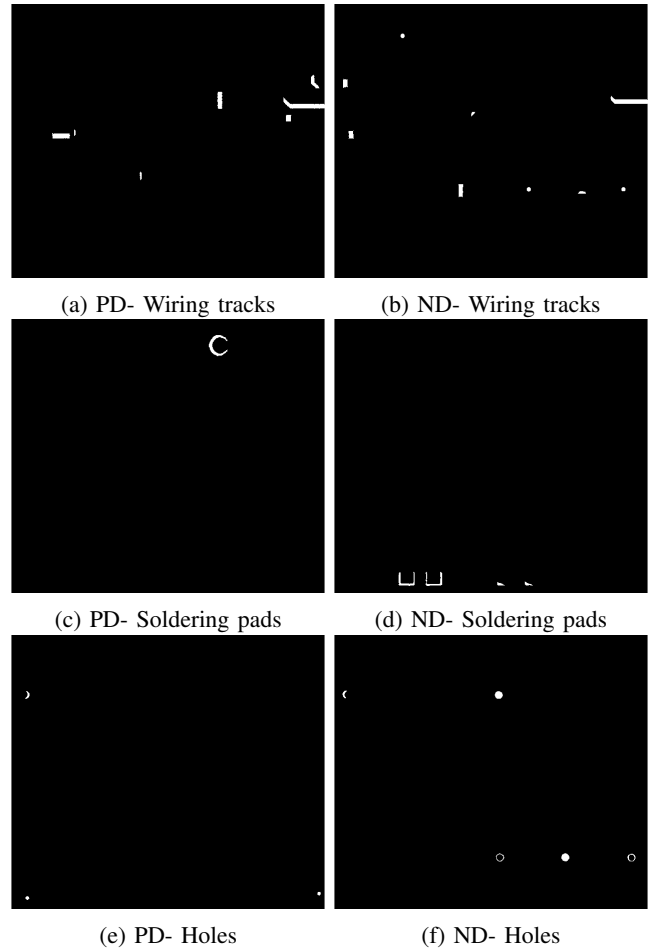 (a) PD- Wiring tracks
(b) ND- Wiring tracks
(c) PD- Soldering pads
(d) ND- Soldering pads
(e) PD- Holes
(f) ND- Holes